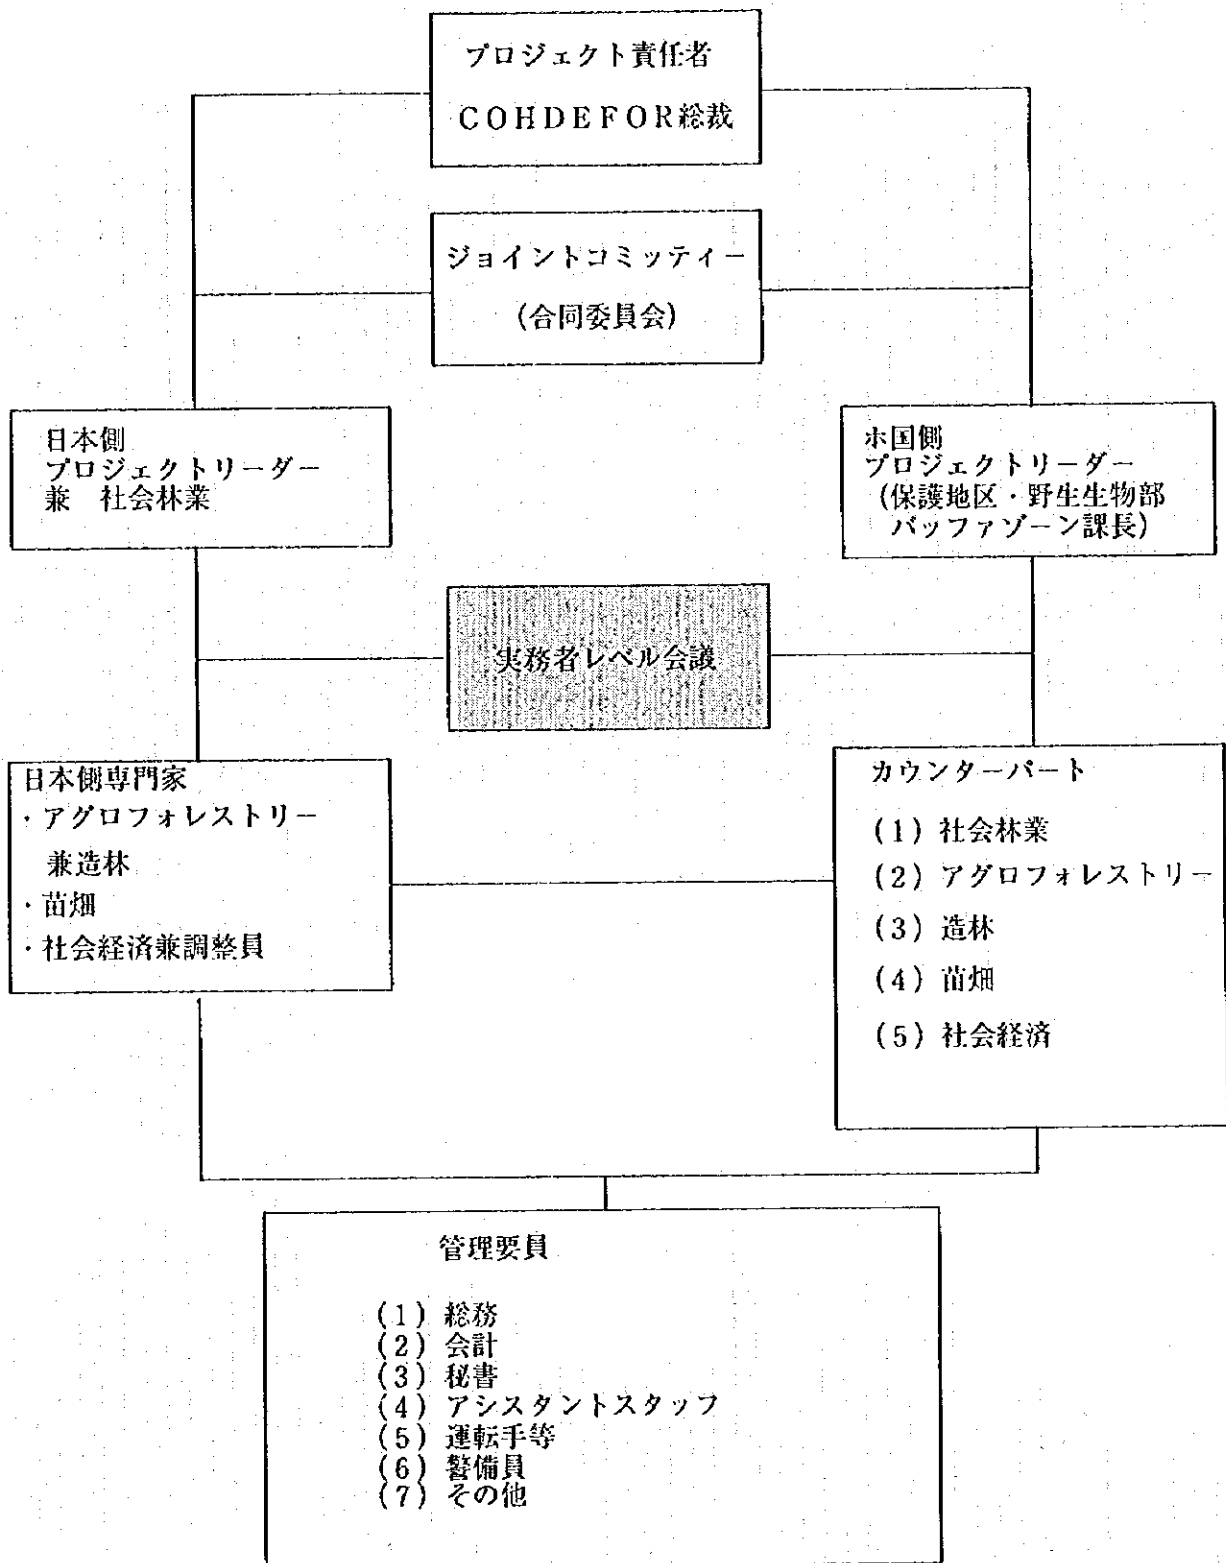 プロジェクト責任者
COHDEFOR総裁
ジョイントコミッティー
(合同委員会)
日本側
プロジェクトリーダー
兼 社会林業
ホ国側
プロジェクトリーダー
(保護地区・野生生物部
バッファゾーン課長)
実務者レベル会議
日本側専門家
・アグロフォレストリー
兼造林
・苗畑
・社会経済兼調整員
カウンターパート
(1) 社会林業
(2) アグロフォレストリー
(3) 造林
(4) 苗畑
(5) 社会経済
管理要員
(1) 総務
(2) 会計
(3) 秘書
(4) アシスタントスタッフ
(5) 運転手等
(6) 警備員
(7) その他